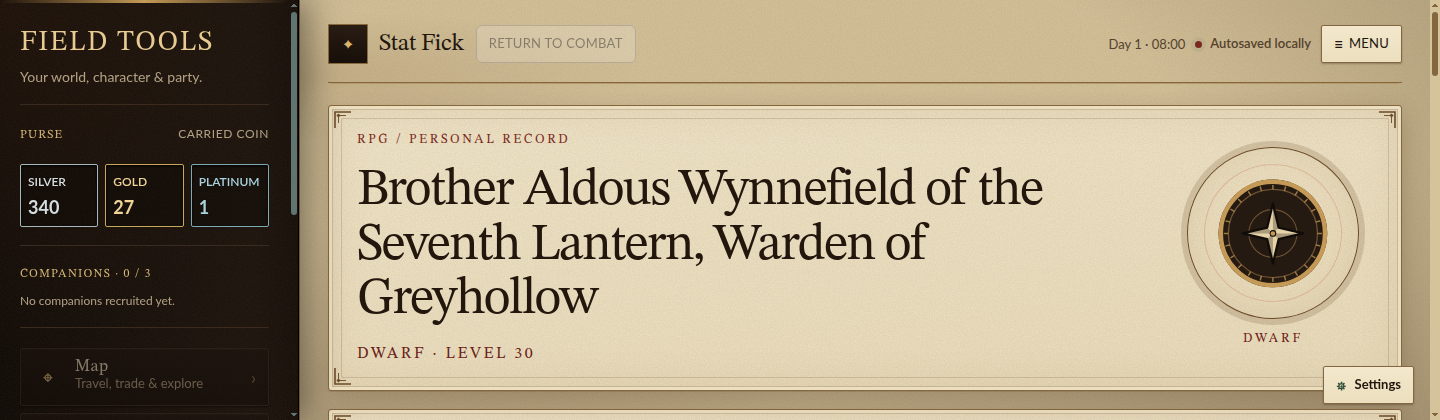 FIELD TOOLS
Your world, character & party.
PURSE
CARRIED COIN
SILVER
340
GOLD
27
PLATINUM
1
COMPANIONS · 0 / 3
No companions recruited yet.
Map
Travel, trade & explore
Stat Fick
RETURN TO COMBAT
Day 1 · 08:00
Autosaved locally
MENU
RPG / PERSONAL RECORD
Brother Aldous Wynnefield of the
Seventh Lantern, Warden of
Greyhollow
DWARF · LEVEL 30
DWARF
Settings